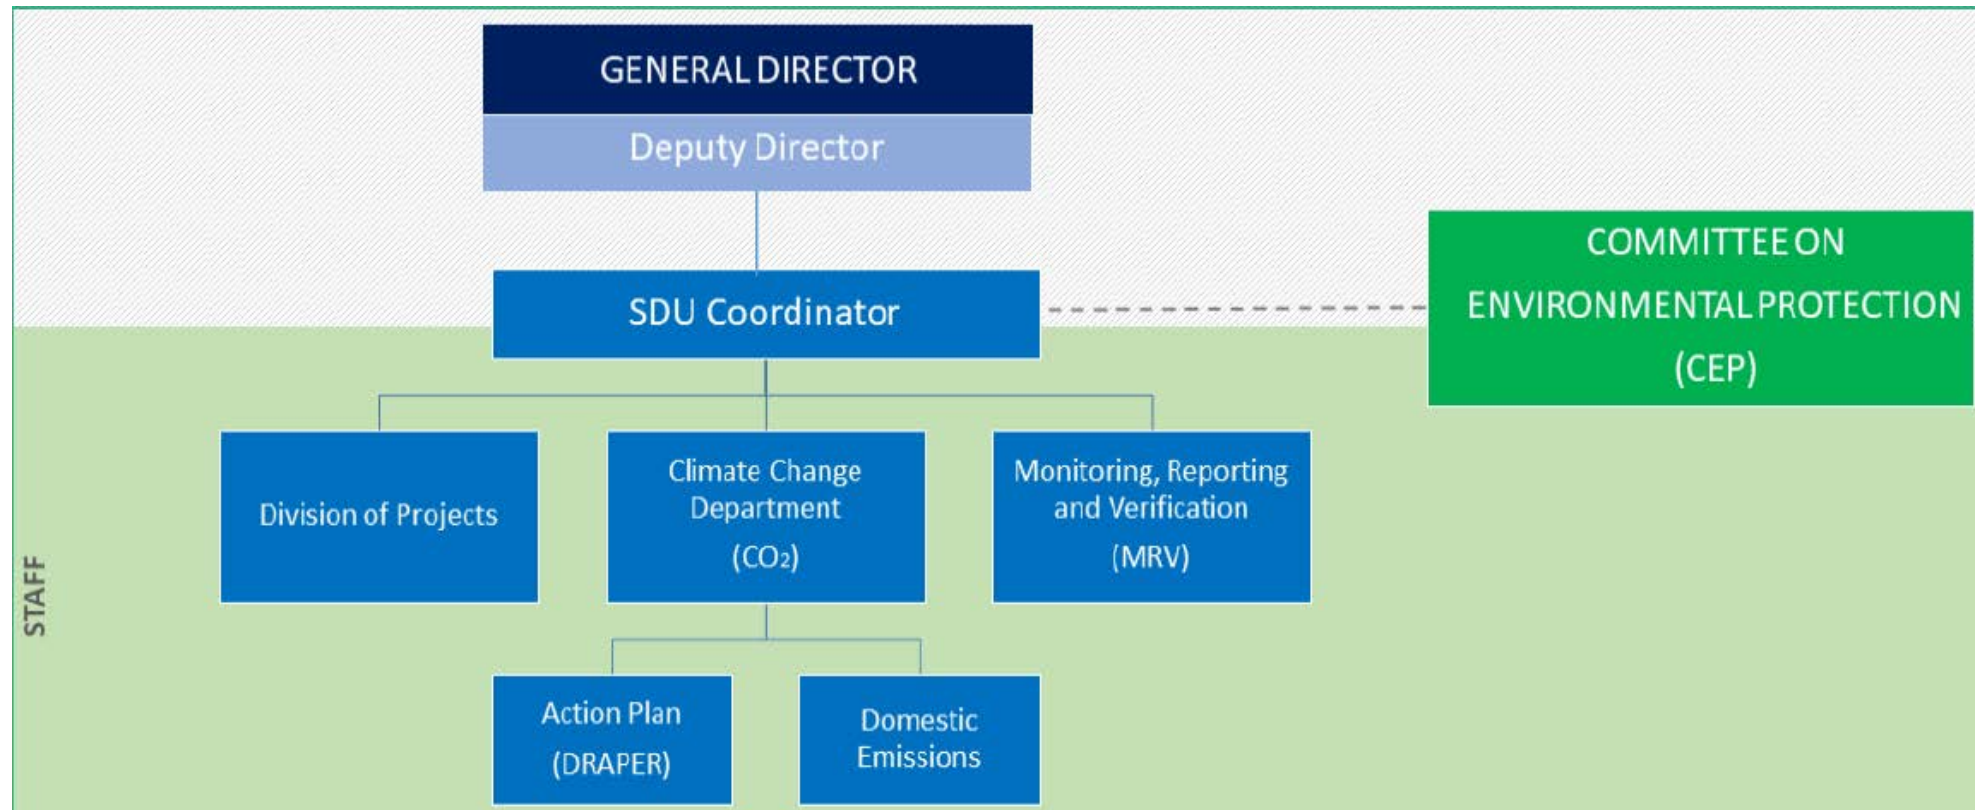 GENERAL DIRECTOR
Deputy Director
SDU Coordinator
COMMITTEE ON
ENVIRONMENTAL PROTECTION
(CEP)
Division of Projects
Climate Change
Department
(CO₂)
Monitoring, Reporting
and Verification
(MRV)
STAFF
Action Plan
(DRAPER)
Domestic
Emissions